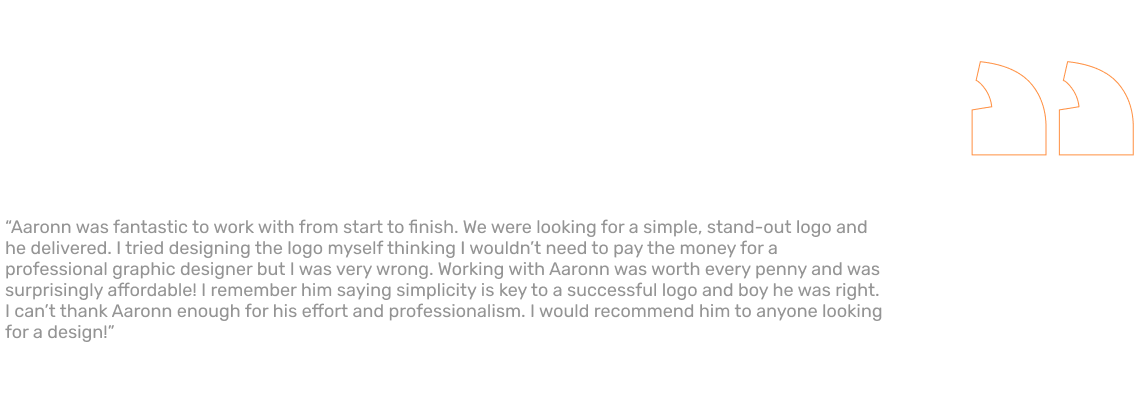 “Aaronn was fantastic to work with from start to finish. We were looking for a simple, stand-out logo and
he delivered. I tried designing the logo myself thinking I wouldn’t need to pay the money for a
professional graphic designer but I was very wrong. Working with Aaronn was worth every penny and was
surprisingly affordable! I remember him saying simplicity is key to a successful logo and boy he was right.
I can’t thank Aaronn enough for his effort and professionalism. I would recommend him to anyone looking
for a design!”